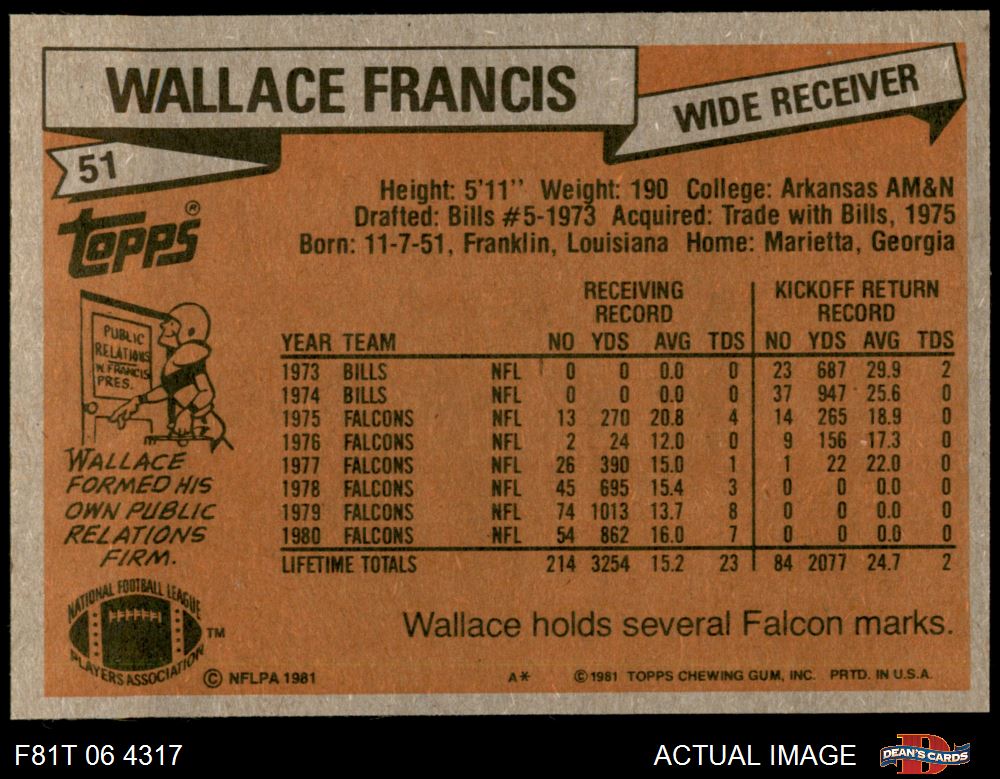 WALLACE FRANCIS
WIDE RECEIVER
51
Topps®
Height: 5'11" Weight: 190 College: Arkansas AM&N
Drafted: Bills #5-1973 Acquired: Trade with Bills, 1975
Born: 11-7-51, Franklin, Louisiana Home: Marietta, Georgia
RECEIVING RECORD KICKOFF RETURN RECORD
YEAR TEAM NO YDS AVG TDS NO YDS AVG TDS
1973 BILLS NFL 0 0 0.0 0 23 687 29.9 2
1974 BILLS NFL 0 0 0.0 0 37 947 25.6 0
1975 FALCONS NFL 13 270 20.8 4 14 265 18.9 0
1976 FALCONS NFL 2 24 12.0 0 9 156 17.3 0
1977 FALCONS NFL 26 390 15.0 1 1 22 22.0 0
1978 FALCONS NFL 45 695 15.4 3 0 0 0.0 0
1979 FALCONS NFL 74 1013 13.7 8 0 0 0.0 0
1980 FALCONS NFL 54 862 16.0 7 0 0 0.0 0
LIFETIME TOTALS 214 3254 15.2 23 84 2077 24.7 2
PUBLIC
RELATIONS
W. FRANCIS
PRES.
WALLACE
FORMED HIS
OWN PUBLIC
RELATIONS
FIRM.
Wallace holds several Falcon marks.
NATIONAL FOOTBALL LEAGUE
PLAYERS ASSOCIATION
TM
© NFLPA 1981
A*
© 1981 TOPPS CHEWING GUM, INC. PRTD. IN U.S.A.
F81T 06 4317
ACTUAL IMAGE
DEAN'S CARDS